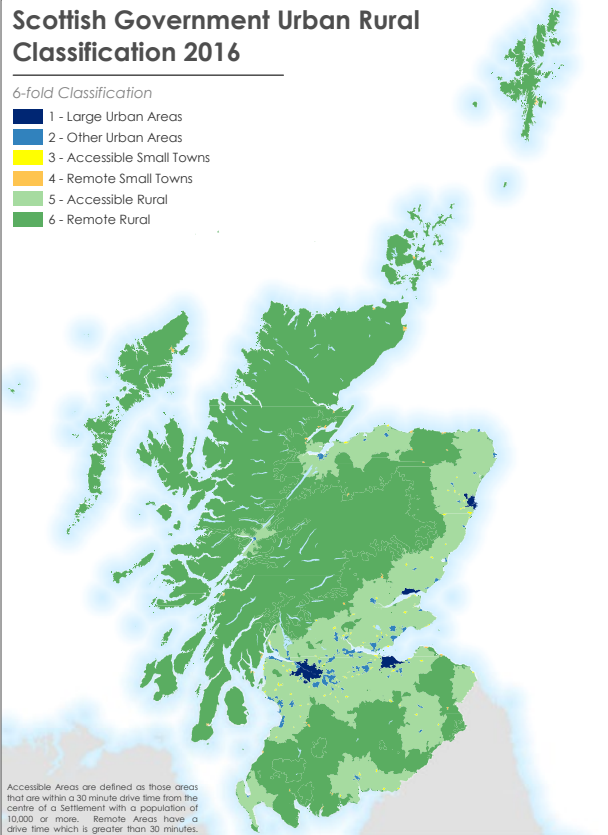 Scottish Government Urban Rural
Classification 2016
6-fold Classification
1 - Large Urban Areas
2 - Other Urban Areas
3 - Accessible Small Towns
4 - Remote Small Towns
5 - Accessible Rural
6 - Remote Rural
Accessible Areas are defined as those areas
that are within a 30 minute drive time from the
centre of a Settlement with a population of
10,000 or more. Remote Areas have a
drive time which is greater than 30 minutes.